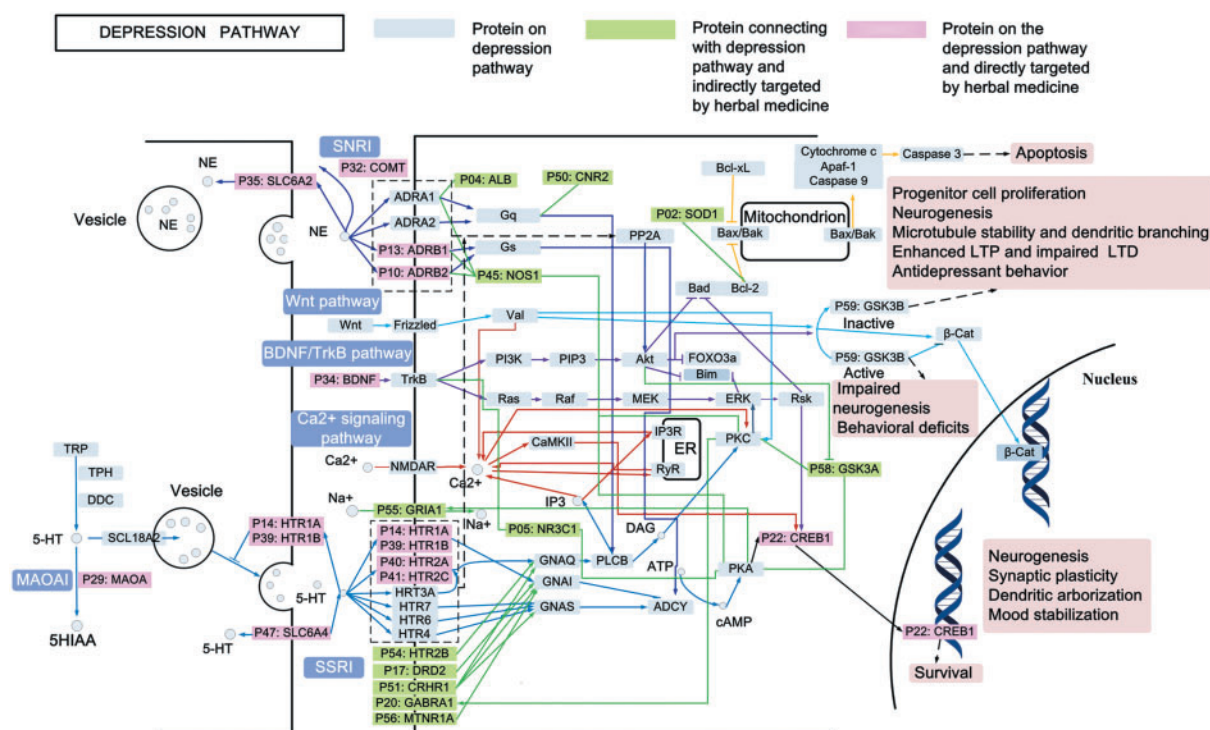 DEPRESSION PATHWAY
Protein on
depression
pathway
Protein connecting
with depression
pathway and
indirectly targeted
by herbal medicine
Protein on the
depression pathway
and directly targeted
by herbal medicine
SNRI
NE
P35: SLC6A2
P32: COMT
Vesicle
NE
NE
ADRA1
ADRA2
P13: ADRB1
P10: ADRB2
P04: ALB
P50: CNR2
Gq
Gs
P45: NOS1
PP2A
P02: SOD1
Bcl-xL
Mitochondrion
Bax/Bak
Bax/Bak
Bad
Bcl-2
Cytochrome c
Apaf-1
Caspase 9
Caspase 3
Apoptosis
Progenitor cell proliferation
Neurogenesis
Microtubule stability and dendritic branching
Enhanced LTP and impaired LTD
Antidepressant behavior
Wnt pathway
Wnt
Frizzled
Val
P59: GSK3B
Inactive
β-Cat
P59: GSK3B
Active
Impaired
neurogenesis
Behavioral deficits
Nucleus
β-Cat
BDNF/TrkB pathway
P34: BDNF
TrkB
PI3K
PIP3
Akt
FOXO3a
Bim
Ras
Raf
MEK
ERK
Rsk
Ca2+ signaling
pathway
Ca2+
NMDAR
Ca2+
CaMKII
IP3R
ER
RyR
PKC
P58: GSK3A
IP3
DAG
Na+
P55: GRIA1
INa+
P05: NR3C1
P22: CREB1
TRP
TPH
DDC
5-HT
SCL18A2
Vesicle
MAOAI
P29: MAOA
5HIAA
P14: HTR1A
P39: HTR1B
5-HT
P47: SLC6A4
5-HT
SSRI
P14: HTR1A
P39: HTR1B
P40: HTR2A
P41: HTR2C
HRT3A
HTR7
HTR6
HTR4
GNAQ
PLCB
GNAI
GNAS
ADCY
ATP
cAMP
PKA
P54: HTR2B
P17: DRD2
P51: CRHR1
P20: GABRA1
P56: MTNR1A
Neurogenesis
Synaptic plasticity
Dendritic arborization
Mood stabilization
P22: CREB1
Survival